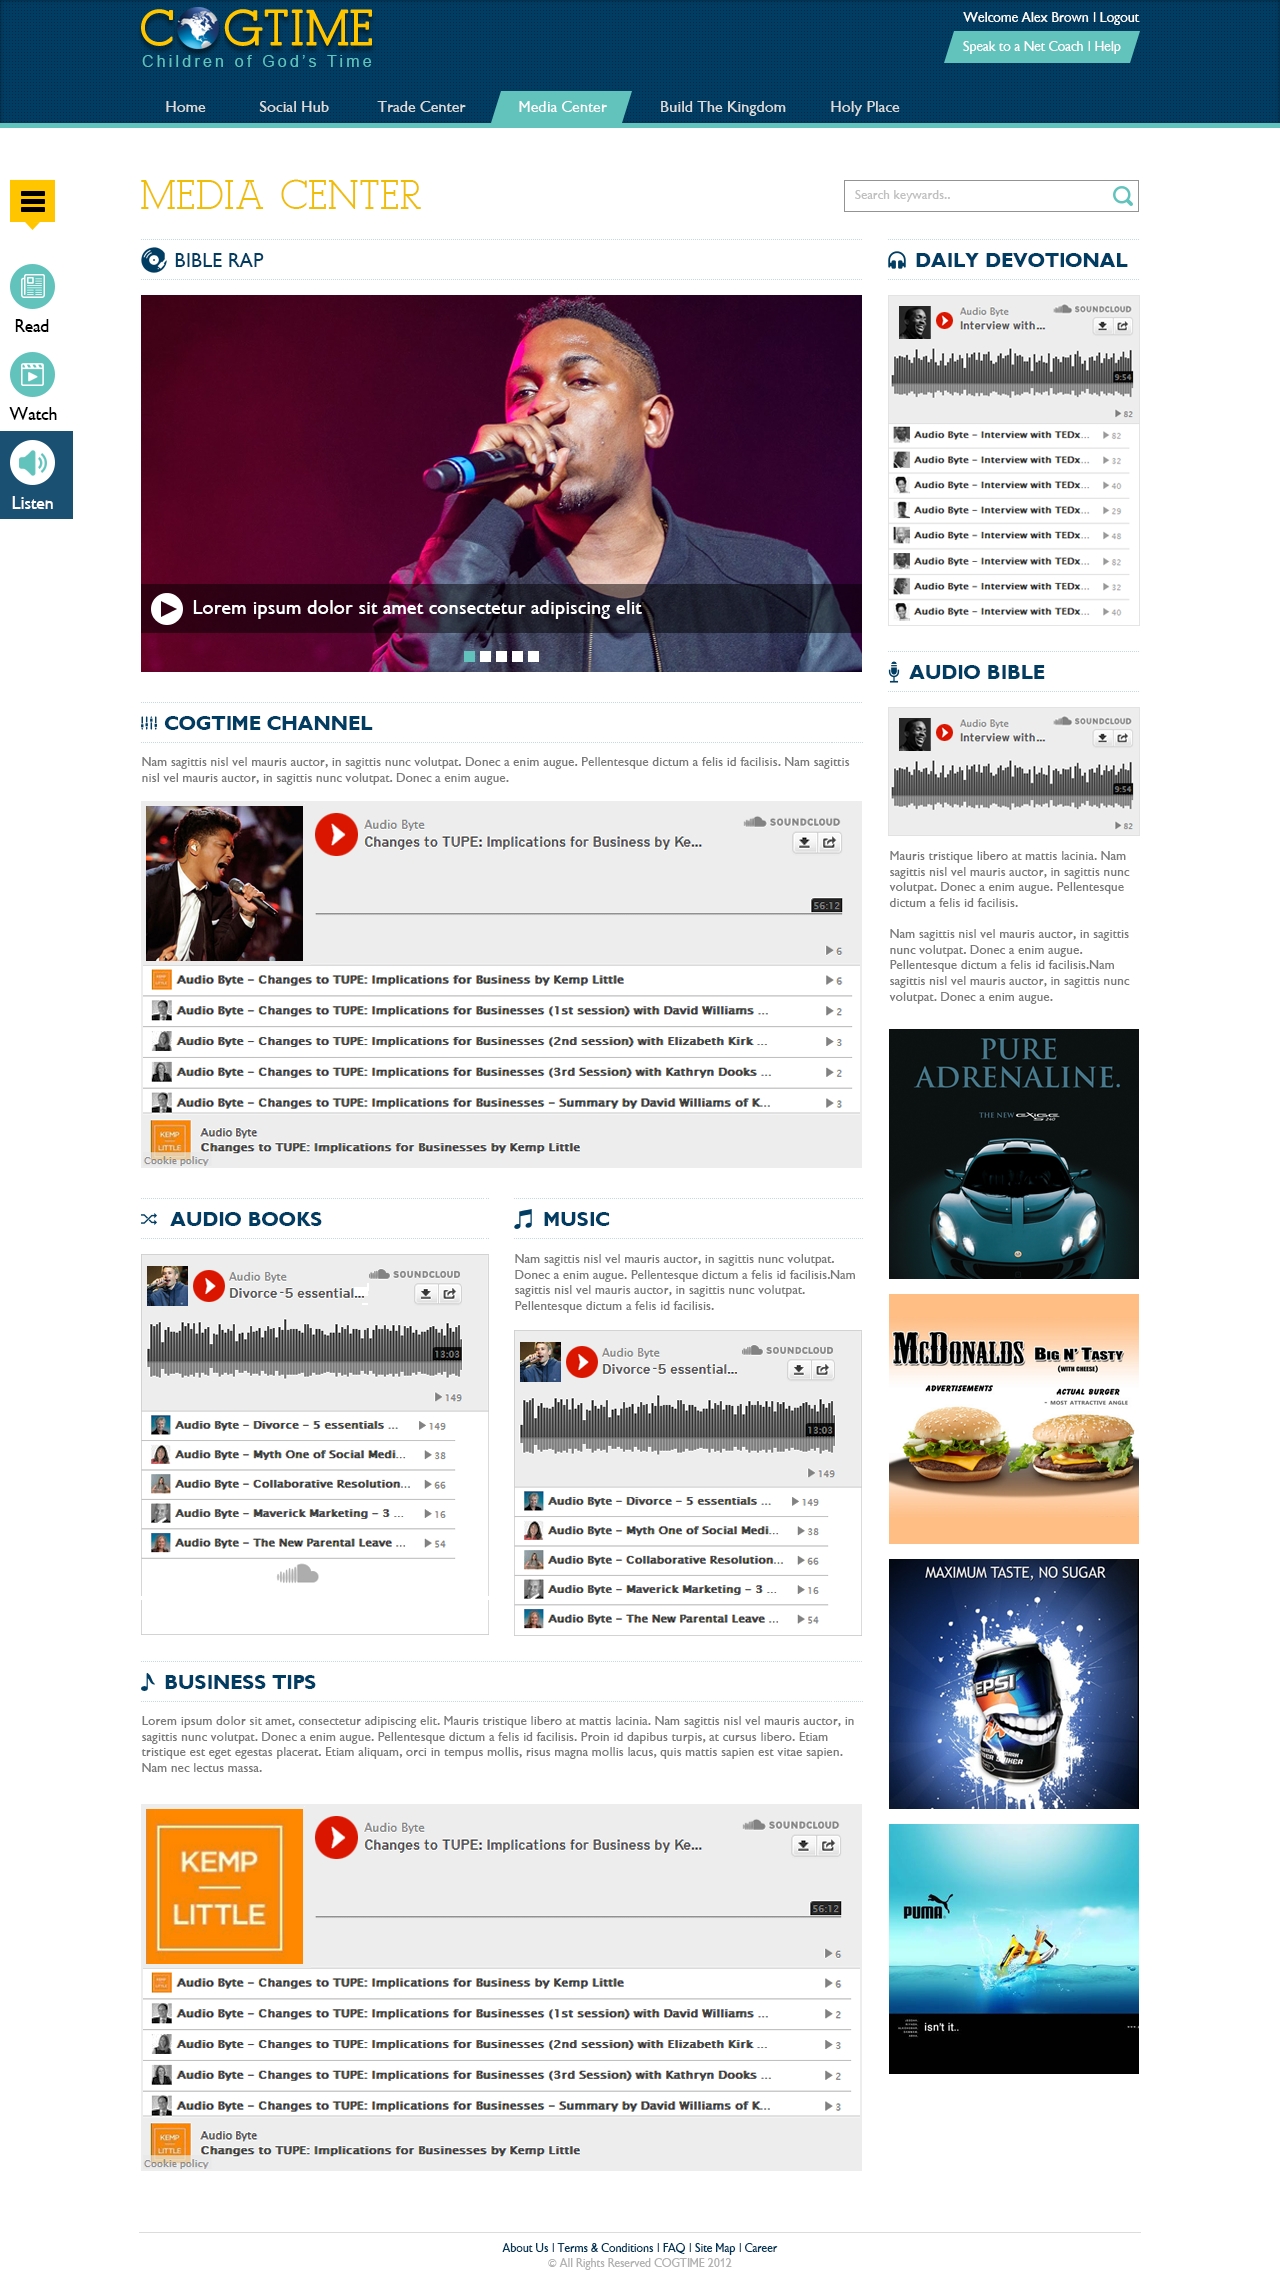 COGTIME
Children of God's Time
Welcome Alex Brown | Logout
Speak to a Net Coach | Help
Home
Social Hub
Trade Center
Media Center
Build The Kingdom
Holy Place
MEDIA CENTER
Search keywords..
Read
Watch
Listen
BIBLE RAP
Lorem ipsum dolor sit amet consectetur adipiscing elit
COGTIME CHANNEL
Nam sagittis nisl vel mauris auctor, in sagittis nunc volutpat. Donec a enim augue. Pellentesque dictum a felis id facilisis. Nam sagittis
nisl vel mauris auctor, in sagittis nunc volutpat. Donec a enim augue.
Audio Byte
SOUNDCLOUD
Changes to TUPE: Implications for Business by Ke...
56:12
6
Audio Byte - Changes to TUPE: Implications for Business by Kemp Little 6
Audio Byte - Changes to TUPE: Implications for Businesses (1st session) with David Williams ... 2
Audio Byte - Changes to TUPE: Implications for Businesses (2nd session) with Elizabeth Kirk ... 3
Audio Byte - Changes to TUPE: Implications for Businesses (3rd Session) with Kathryn Dooks ... 2
Audio Byte - Changes to TUPE: Implications for Businesses - Summary by David Williams of K... 3
KEMP
LITTLE
Audio Byte
Changes to TUPE: Implications for Businesses by Kemp Little
Cookie policy
AUDIO BOOKS
Audio Byte
SOUNDCLOUD
Divorce -5 essential...
13:03
149
Audio Byte - Divorce - 5 essentials ... 149
Audio Byte - Myth One of Social Medi... 38
Audio Byte - Collaborative Resolution... 66
Audio Byte - Maverick Marketing - 3 ... 16
Audio Byte - The New Parental Leave ... 54
MUSIC
Nam sagittis nisl vel mauris auctor, in sagittis nunc volutpat.
Donec a enim augue. Pellentesque dictum a felis id facilisis.Nam
sagittis nisl vel mauris auctor, in sagittis nunc volutpat.
Pellentesque dictum a felis id facilisis.
Audio Byte
SOUNDCLOUD
Divorce -5 essential...
13:03
149
Audio Byte - Divorce - 5 essentials ... 149
Audio Byte - Myth One of Social Medi... 38
Audio Byte - Collaborative Resolution... 66
Audio Byte - Maverick Marketing - 3 ... 16
Audio Byte - The New Parental Leave ... 54
BUSINESS TIPS
Lorem ipsum dolor sit amet, consectetur adipiscing elit. Mauris tristique libero at mattis lacinia. Nam sagittis nisl vel mauris auctor, in
sagittis nunc volutpat. Donec a enim augue. Pellentesque dictum a felis id facilisis. Proin id dapibus turpis, at cursus libero. Etiam
tristique est eget egestas placerat. Etiam aliquam, orci in tempus mollis, risus magna mollis lacus, quis mattis sapien est vitae sapien.
Nam nec lectus massa.
KEMP
LITTLE
Audio Byte
SOUNDCLOUD
Changes to TUPE: Implications for Business by Ke...
56:12
6
Audio Byte - Changes to TUPE: Implications for Business by Kemp Little 6
Audio Byte - Changes to TUPE: Implications for Businesses (1st session) with David Williams ... 2
Audio Byte - Changes to TUPE: Implications for Businesses (2nd session) with Elizabeth Kirk ... 3
Audio Byte - Changes to TUPE: Implications for Businesses (3rd Session) with Kathryn Dooks ... 2
Audio Byte - Changes to TUPE: Implications for Businesses - Summary by David Williams of K... 3
KEMP
LITTLE
Audio Byte
Changes to TUPE: Implications for Businesses by Kemp Little
Cookie policy
DAILY DEVOTIONAL
Audio Byte
SOUNDCLOUD
Interview with...
9:54
82
Audio Byte - Interview with TEDx... 82
Audio Byte - Interview with TEDx... 32
Audio Byte - Interview with TEDx... 40
Audio Byte - Interview with TEDx... 29
Audio Byte - Interview with TEDx... 48
Audio Byte - Interview with TEDx... 82
Audio Byte - Interview with TEDx... 32
Audio Byte - Interview with TEDx... 40
AUDIO BIBLE
Audio Byte
SOUNDCLOUD
Interview with...
9:54
82
Mauris tristique libero at mattis lacinia. Nam
sagittis nisl vel mauris auctor, in sagittis nunc
volutpat. Donec a enim augue. Pellentesque
dictum a felis id facilisis.
Nam sagittis nisl vel mauris auctor, in sagittis
nunc volutpat. Donec a enim augue.
Pellentesque dictum a felis id facilisis.Nam
sagittis nisl vel mauris auctor, in sagittis nunc
volutpat. Donec a enim augue.
PURE
ADRENALINE.
THE NEW EXIGE
S 240
McDONALDS
BIG N' TASTY
(WITH CHEESE)
ADVERTISEMENTS
ACTUAL BURGER
- MOST ATTRACTIVE ANGLE
MAXIMUM TASTE, NO SUGAR
EPSI
PUMA
isn't it..
About Us | Terms & Conditions | FAQ | Site Map | Career
© All Rights Reserved COGTIME 2012